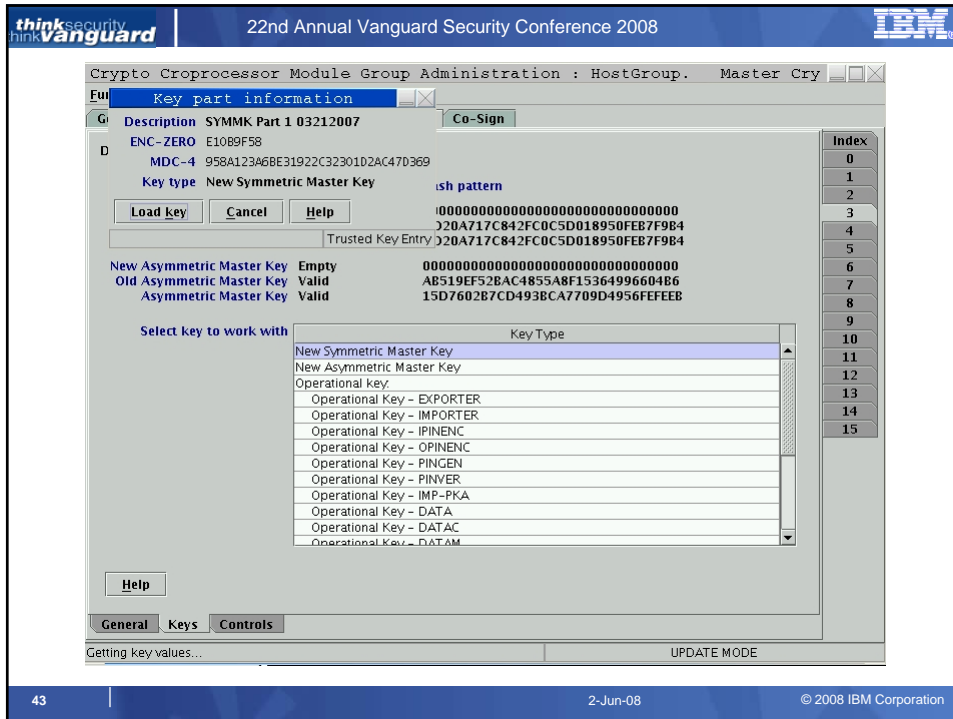 thinksecurity
thinkvanguard
22nd Annual Vanguard Security Conference 2008
IBM
Crypto Croprocessor Module Group Administration : HostGroup. Master Cry
Fu
Key part information
Description SYMMK Part 1 03212007
ENC-ZERO E10B9F58
MDC-4 958A123A6BE31922C32301D2AC47D369
Key type New Symmetric Master Key
Load key Cancel Help
Trusted Key Entry
Co-Sign
D
ash pattern
D20A717C842FC0C5D018950FEB7F9B4
D20A717C842FC0C5D018950FEB7F9B4
New Asymmetric Master Key Empty 00000000000000000000000000000000
Old Asymmetric Master Key Valid AB519EF52BAC4855A8F15364996604B6
Asymmetric Master Key Valid 15D7602B7CD493BCA7709D4956FEFEEB
Select key to work with
Key Type
New Symmetric Master Key
New Asymmetric Master Key
Operational key:
Operational Key - EXPORTER
Operational Key - IMPORTER
Operational Key - IPINENC
Operational Key - OPINENC
Operational Key - PINGEN
Operational Key - PINVER
Operational Key - IMP-PKA
Operational Key - DATA
Operational Key - DATAC
Operational Key - DATAM
Index
0
1
2
3
4
5
6
7
8
9
10
11
12
13
14
15
Help
General Keys Controls
Getting key values...
UPDATE MODE
43
2-Jun-08
© 2008 IBM Corporation